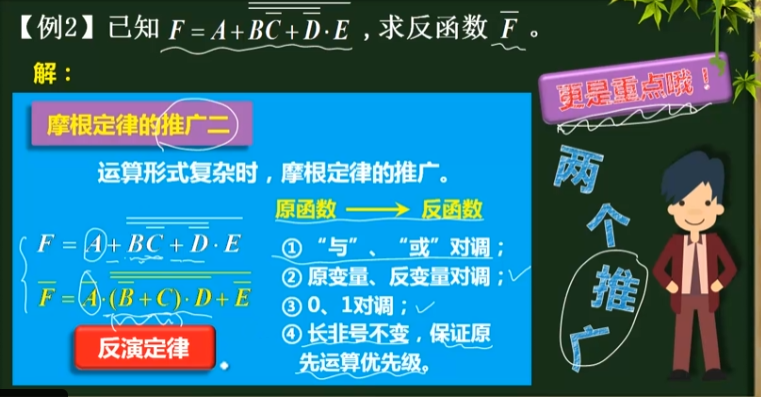 【例2】已知 $F = A + \overline{\overline{B\overline{C} + \overline{D}} \cdot E}$ , 求反函数 $\overline{F}$ 。
解：
更是重点哦！
摩根定律的推广二
运算形式复杂时，摩根定律的推广。
原函数 → 反函数
$F = A + \overline{\overline{B\overline{C} + \overline{D}} \cdot E}$
$\overline{F} = \overline{A} \cdot \overline{\overline{(\overline{B} + C) \cdot D} + \overline{E}}$
反演定律
① “与”、“或”对调；
② 原变量、反变量对调；
③ 0、1对调；
④ 长非号不变，保证原
先运算优先级。
两个推广